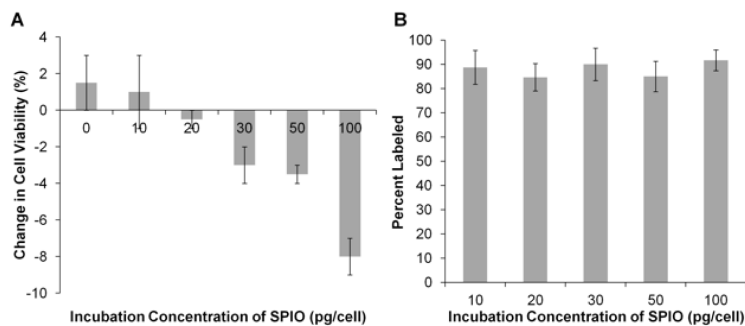 A
Change in Cell Viability (%)
4
2
0
-2
-4
-6
-8
-10
0 10 20 30 50 100
Incubation Concentration of SPIO (pg/cell)
B
Percent Labeled
100
90
80
70
60
50
40
30
20
10
0
10 20 30 50 100
Incubation Concentration of SPIO (pg/cell)